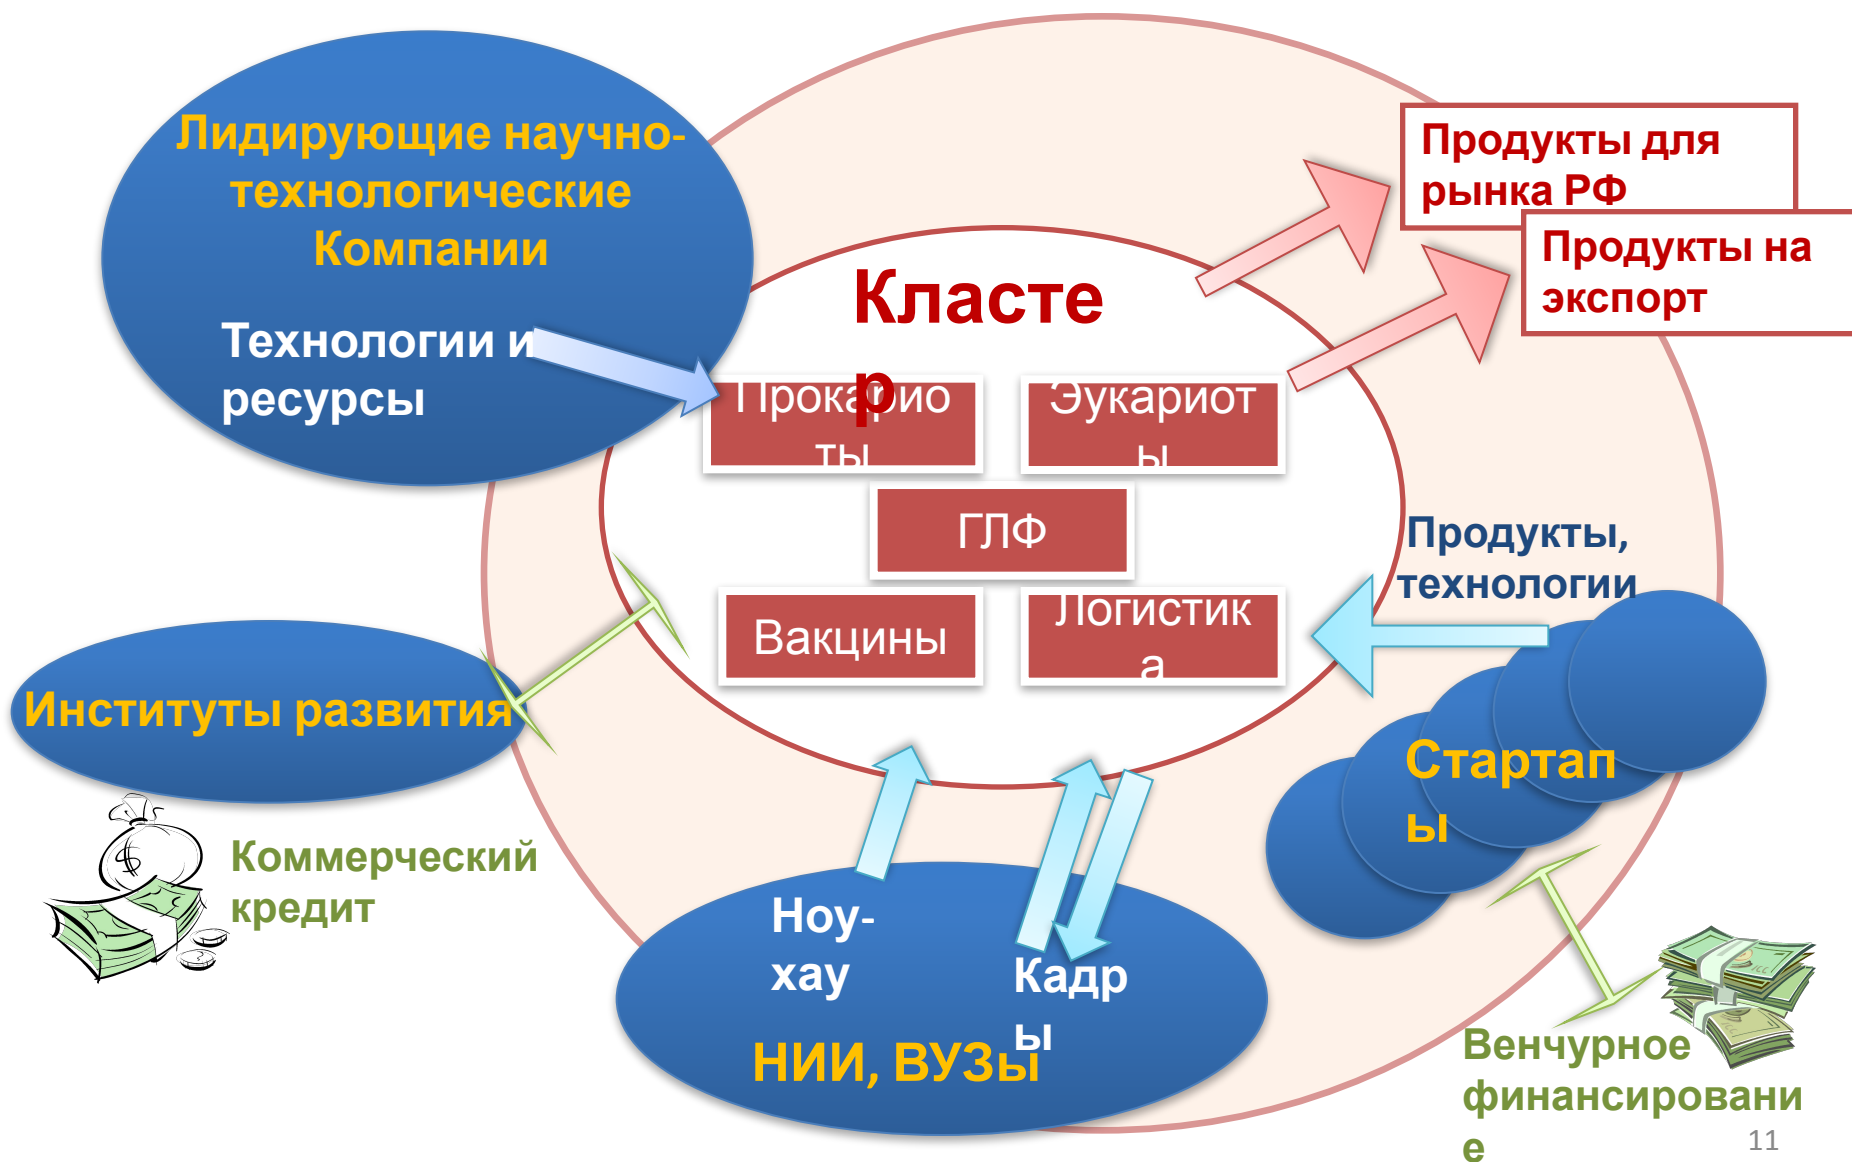 Лидирующие научно-
технологические
Компании
Технологии и
ресурсы
Продукты для
рынка РФ
Продукты на
экспорт
Класте
р
Прокарио
ты
Эукариот
ы
ГЛФ
Вакцины
Логистик
а
Продукты,
технологии
Институты развития
Стартап
ы
Коммерческий
кредит
Ноу-
хау
Кадр
ы
НИИ, ВУЗы
Венчурное
финансировани
е
11